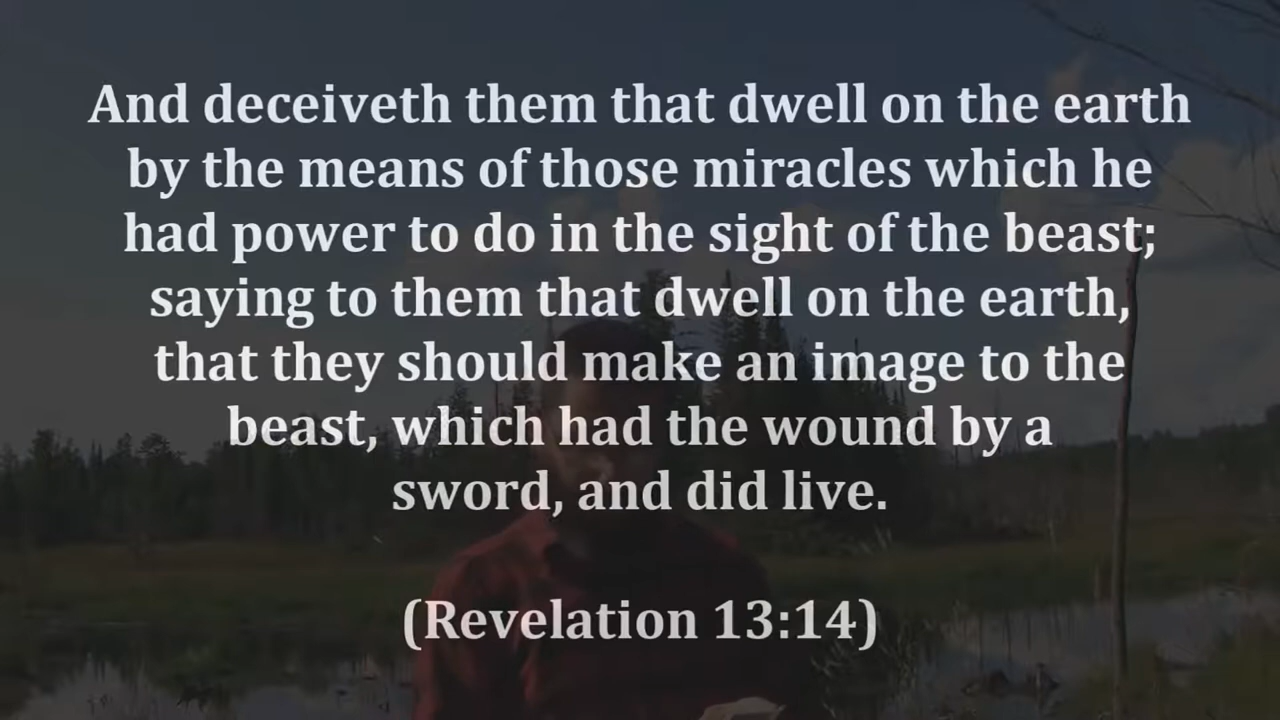 And deceiveth them that dwell on the earth
by the means of those miracles which he
had power to do in the sight of the beast;
saying to them that dwell on the earth,
that they should make an image to the
beast, which had the wound by a
sword, and did live.
(Revelation 13:14)